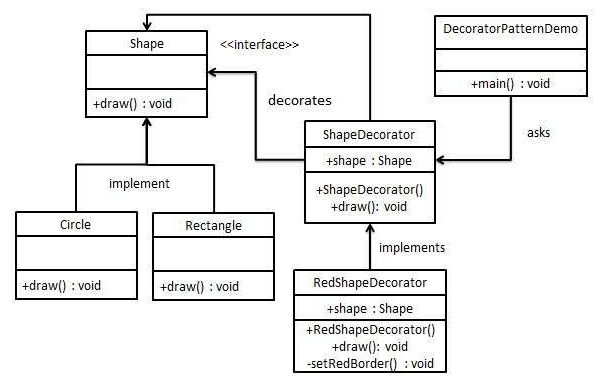 Shape
<<interface>>
DecoratorPatternDemo
+draw() : void
+main() : void
decorates
ShapeDecorator
asks
+shape : Shape
implement
+ShapeDecorator()
+draw(): void
Circle
Rectangle
implements
+draw() : void
+draw() : void
RedShapeDecorator
+shape : Shape
+RedShapeDecorator()
+draw(): void
-setRedBorder() : void